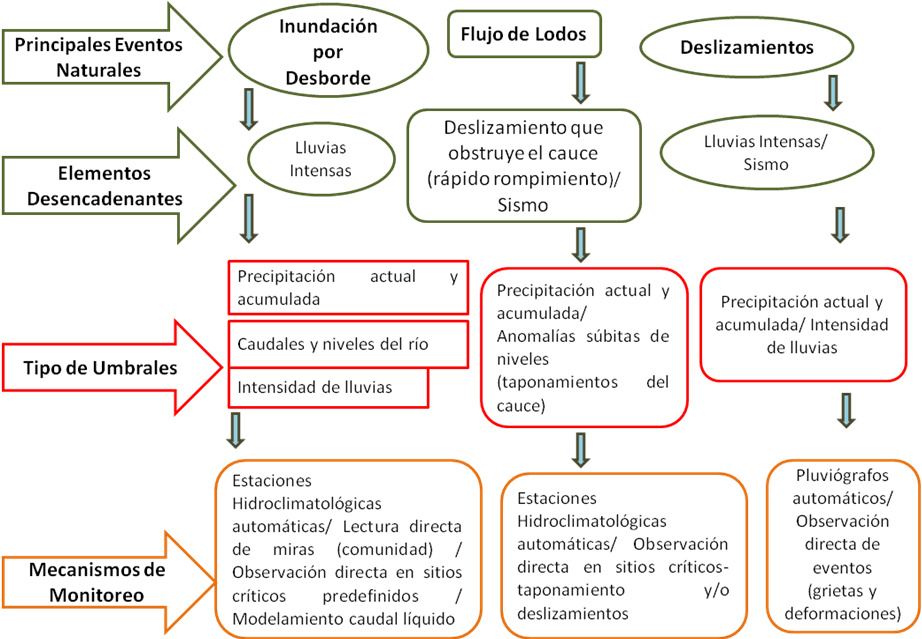 Principales Eventos
Naturales
Inundación
por
Desborde
Flujo de Lodos
Deslizamientos
Elementos
Desencadenantes
Lluvias
Intensas
Deslizamiento que
obstruye el cauce
(rápido rompimiento)/
Sismo
Lluvias Intensas/
Sismo
Tipo de Umbrales
Precipitación actual y
acumulada
Caudales y niveles del río
Intensidad de lluvias
Precipitación actual y
acumulada/
Anomalías súbitas de
niveles
(taponamientos del
cauce)
Precipitación actual y
acumulada/ Intensidad
de lluvias
Mecanismos de
Monitoreo
Estaciones
Hidroclimatológicas
automáticas/ Lectura directa
de miras (comunidad) /
Observación directa en sitios
críticos predefinidos /
Modelamiento caudal líquido
Estaciones
Hidroclimatológicas
automáticas/ Observación
directa en sitios críticos-
taponamiento y/o
deslizamientos
Pluviógrafos
automáticos/
Observación
directa de
eventos
(grietas y
deformaciones)